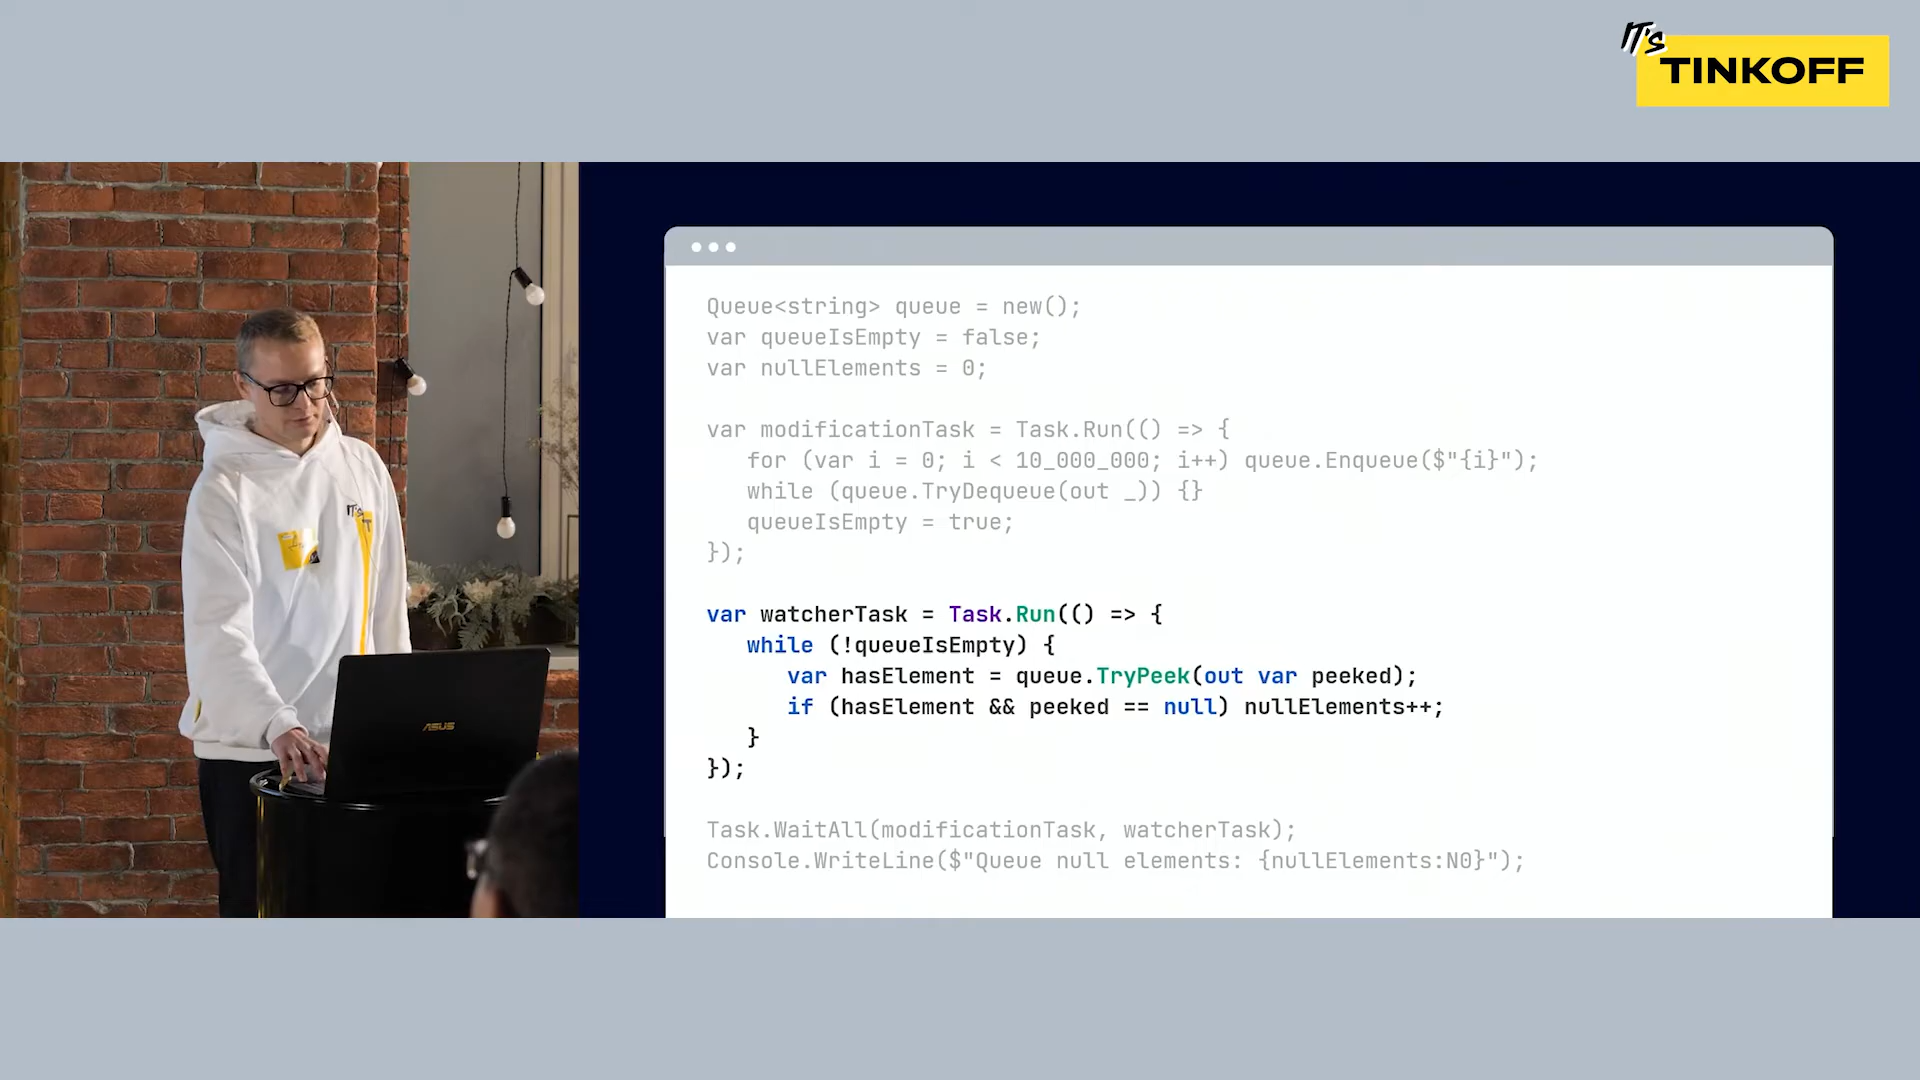 IT's
TINKOFF
Queue<string> queue = new();
var queueIsEmpty = false;
var nullElements = 0;
var modificationTask = Task.Run(() => {
for (var i = 0; i < 10_000_000; i++) queue.Enqueue($"{i}");
while (queue.TryDequeue(out _)) {}
queueIsEmpty = true;
});
var watcherTask = Task.Run(() => {
while (!queueIsEmpty) {
var hasElement = queue.TryPeek(out var peeked);
if (hasElement && peeked == null) nullElements++;
}
});
Task.WaitAll(modificationTask, watcherTask);
Console.WriteLine($"Queue null elements: {nullElements:N0}");
IT's
ASUS